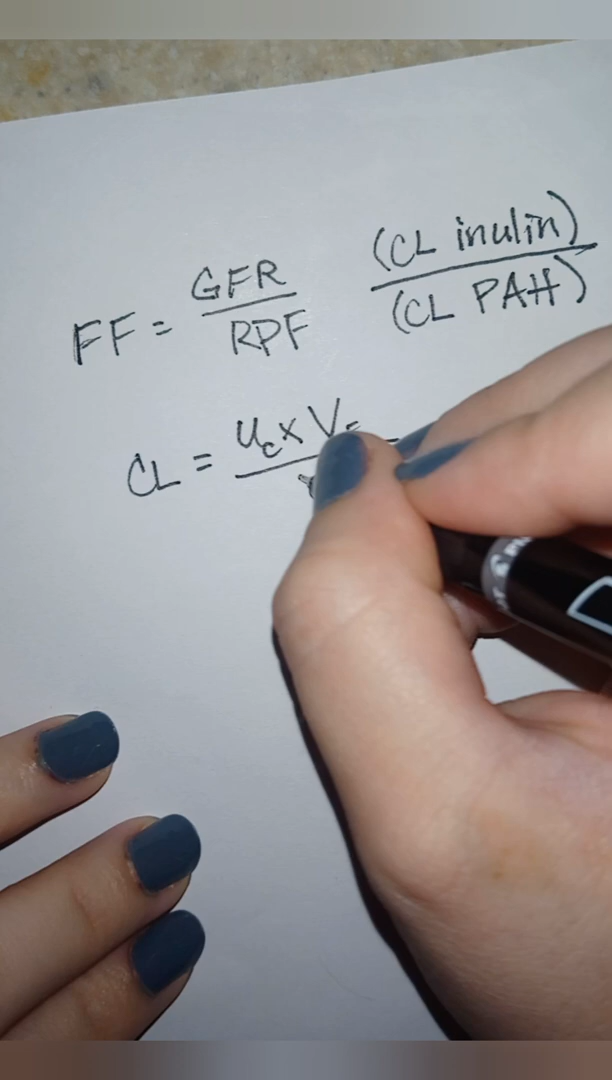 FF = GFR / RPF (CL inulin) / (CL PAH)
CL = Uc x V